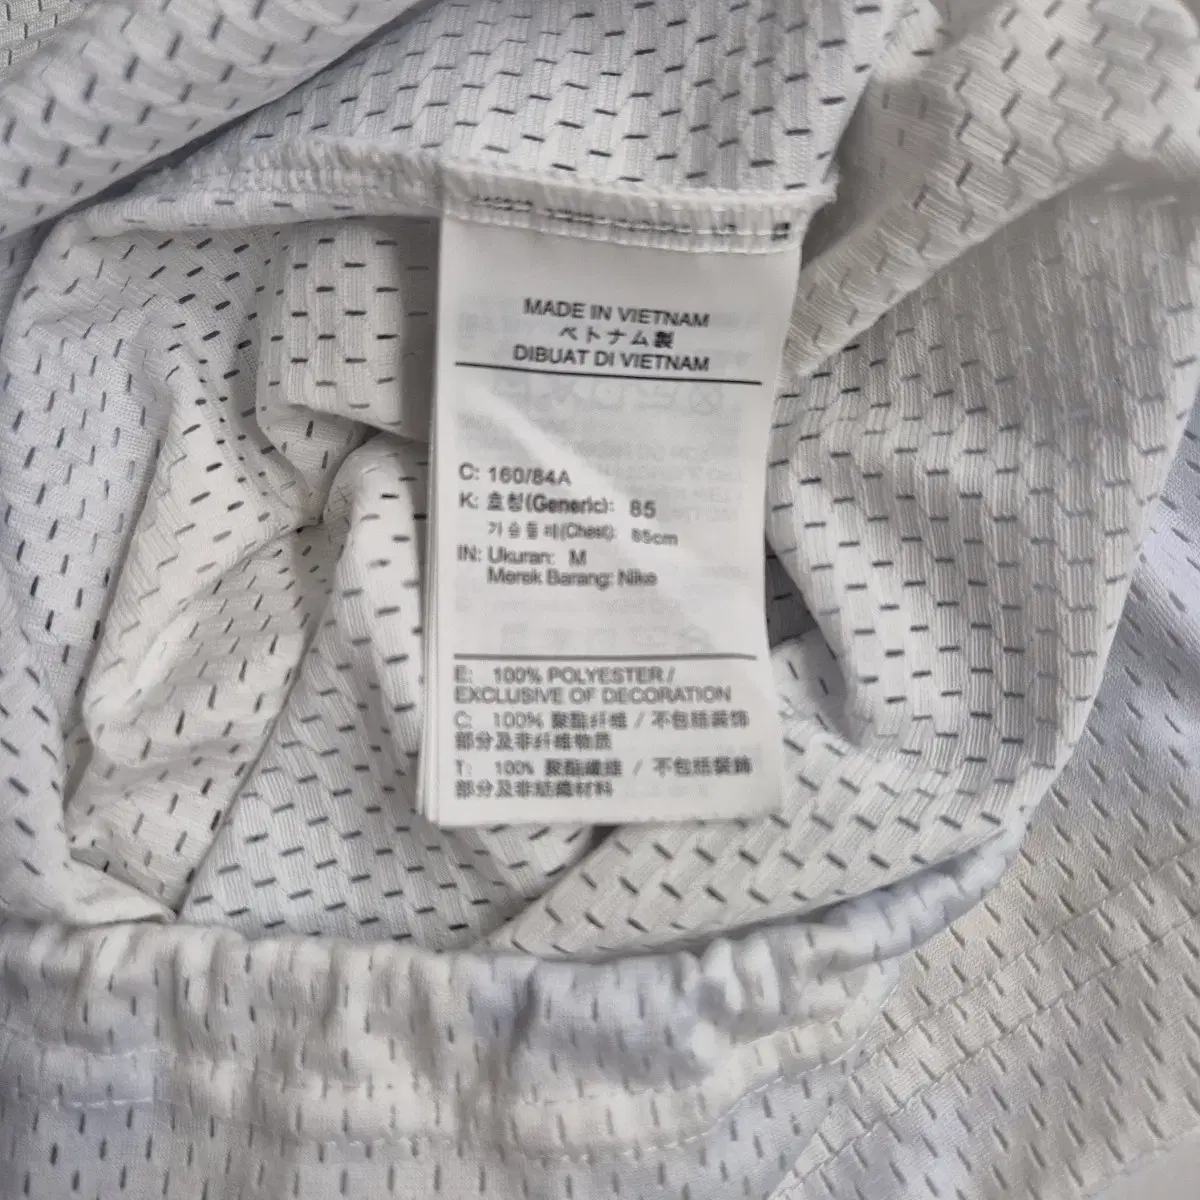 MADE IN VIETNAM
ベトナム製
DIBUAT DI VIETNAM
C: 160/84A
K: 호칭(Generic): 85
가슴둘레(Chest): 85cm
IN: Ukuran: M
Merek Barang: Nike
E: 100% POLYESTER /
EXCLUSIVE OF DECORATION
C: 100% 聚酯纤维 / 不包括装饰
部分及非纤维物质
T: 100% 聚酯纖維 / 不包括裝飾
部分及非紡織材料